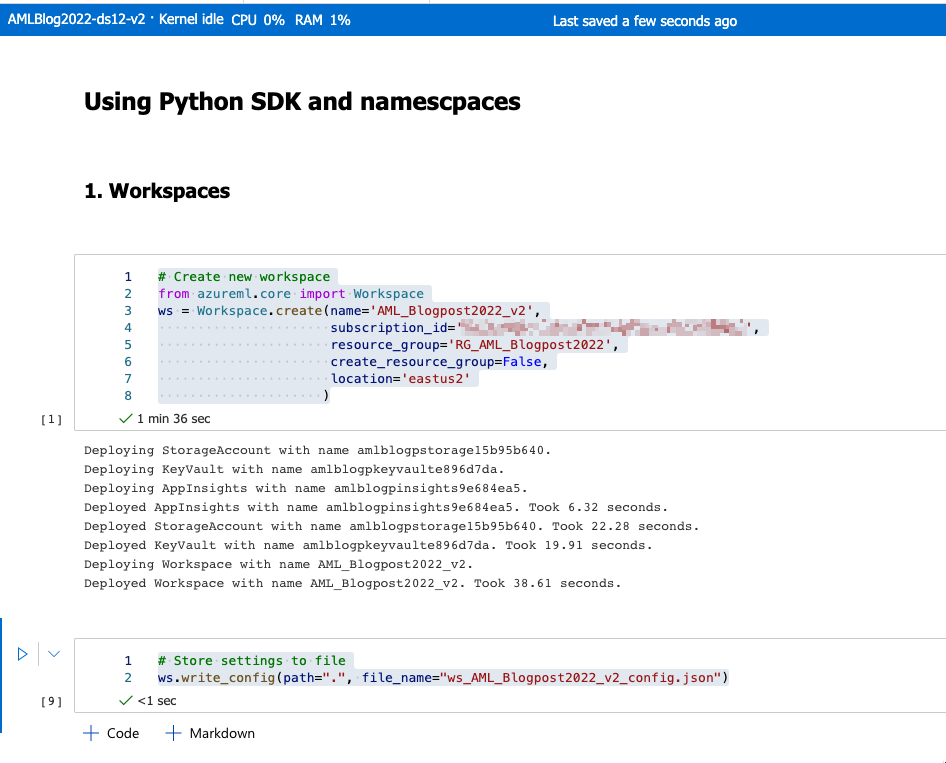 AMLBlog2022-ds12-v2 · Kernel idle CPU 0% RAM 1% Last saved a few seconds ago
Using Python SDK and namescpaces
1. Workspaces
1 # Create new workspace
2 from azureml.core import Workspace
3 ws = Workspace.create(name='AML_Blogpost2022_v2',
4 subscription_id=' ',
5 resource_group='RG_AML_Blogpost2022',
6 create_resource_group=False,
7 location='eastus2'
8 )
[1] 1 min 36 sec
Deploying StorageAccount with name amlblogpstorage15b95b640.
Deploying KeyVault with name amlblogpkeyvaulte896d7da.
Deploying AppInsights with name amlblogpinsights9e684ea5.
Deployed AppInsights with name amlblogpinsights9e684ea5. Took 6.32 seconds.
Deployed StorageAccount with name amlblogpstorage15b95b640. Took 22.28 seconds.
Deployed KeyVault with name amlblogpkeyvaulte896d7da. Took 19.91 seconds.
Deploying Workspace with name AML_Blogpost2022_v2.
Deployed Workspace with name AML_Blogpost2022_v2. Took 38.61 seconds.
1 # Store settings to file
2 ws.write_config(path=".", file_name="ws_AML_Blogpost2022_v2_config.json")
[9] <1 sec
+ Code + Markdown